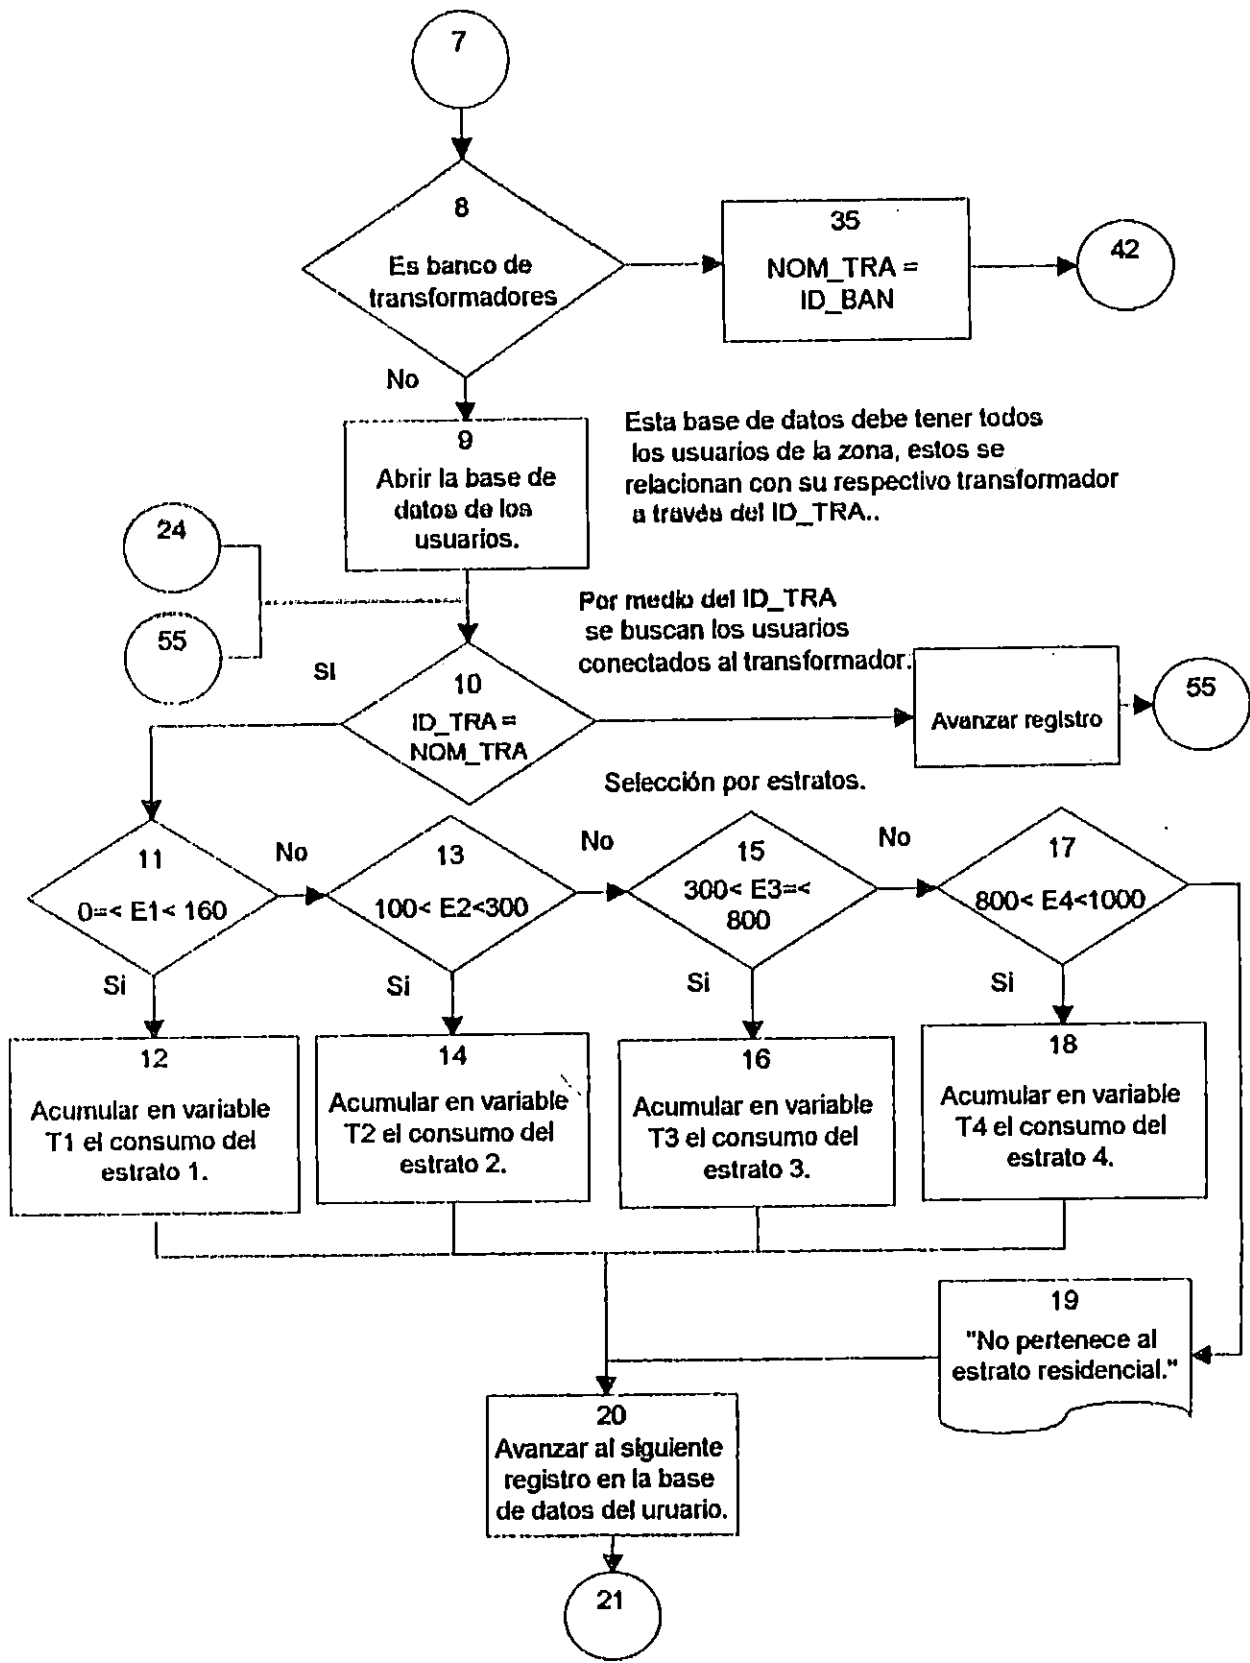 7
8
Es banco de
transformadores
35
NOM_TRA =
ID_BAN
42
No
9
Abrir la base de
datos de los
usuarios.
Esta base de datos debe tener todos
los usuarios de la zona, estos se
relacionan con su respectivo transformador
a través del ID_TRA..
24
55
Por medio del ID_TRA
se buscan los usuarios
conectados al transformador.
SI
10
ID_TRA =
NOM_TRA
Avanzar registro
55
Selección por estratos.
11
0=< E1< 160
No
13
100< E2<300
No
15
300< E3=<
800
No
17
800< E4<1000
Si
Si
Si
Si
12
Acumular en variable
T1 el consumo del
estrato 1.
14
Acumular en variable
T2 el consumo del
estrato 2.
16
Acumular en variable
T3 el consumo del
estrato 3.
18
Acumular en variable
T4 el consumo del
estrato 4.
19
"No pertenece al
estrato residencial."
20
Avanzar al siguiente
registro en la base
de datos del uruario.
21